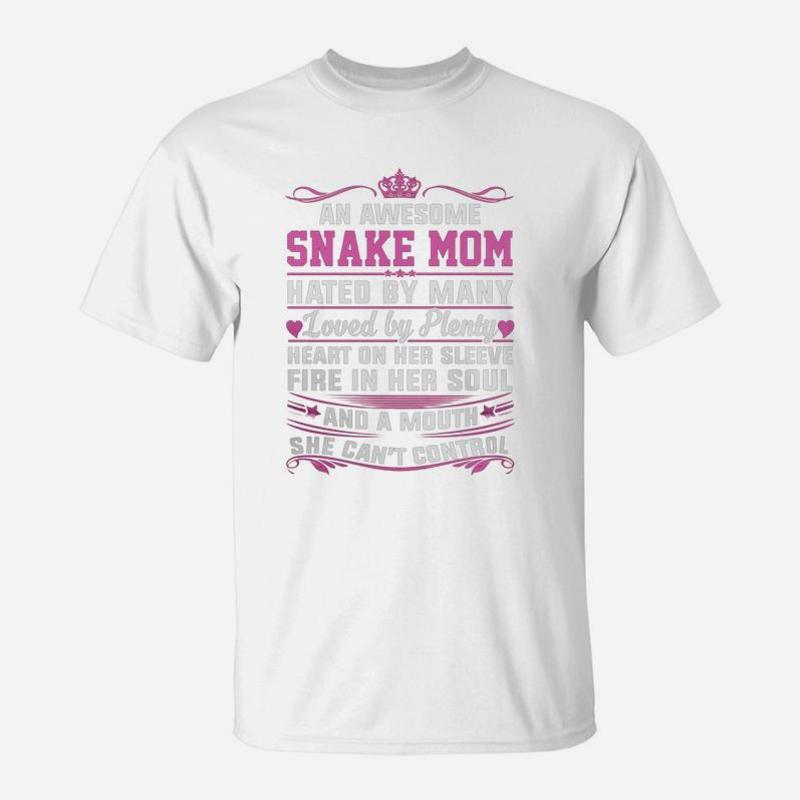 AN AWESOME
SNAKE MOM
HATED BY MANY
Loved by Plenty
HEART ON HER SLEEVE
FIRE IN HER SOUL
AND A MOUTH
SHE CAN'T CONTROL